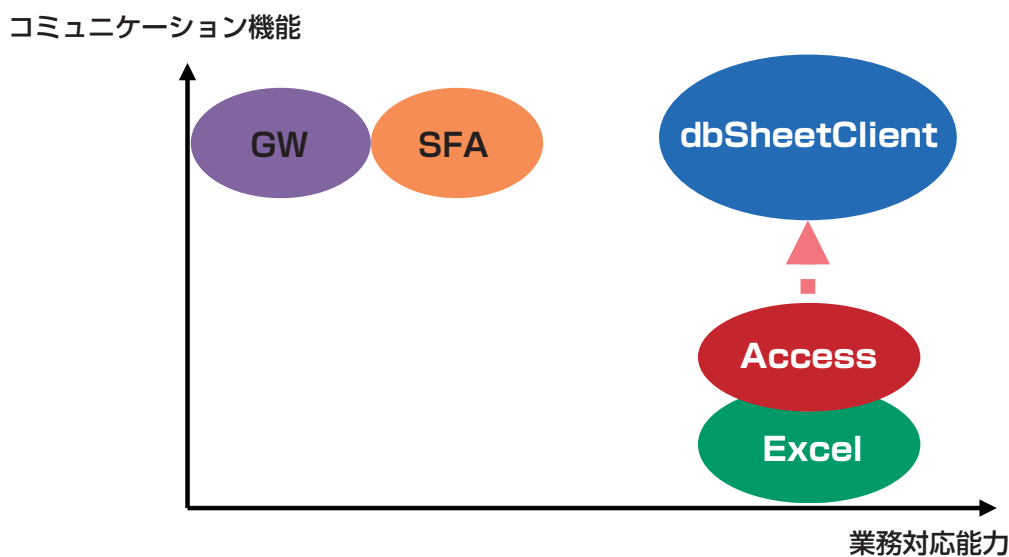 コミュニケーション機能
GW
SFA
dbSheetClient
Access
Excel
業務対応能力